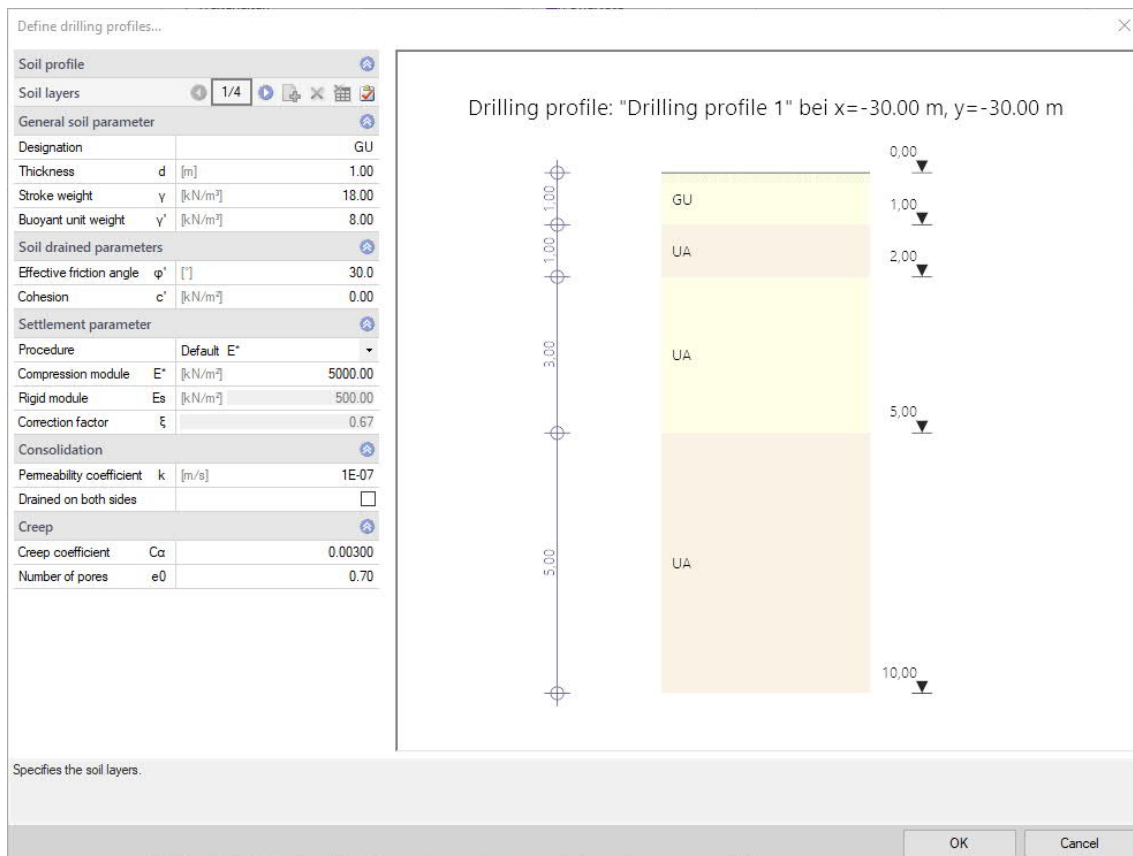 Define drilling profiles...
Soil profile
Soil layers 1/4
General soil parameter
Designation GU
Thickness d [m] 1.00
Stroke weight γ [kN/m³] 18.00
Buoyant unit weight γ' [kN/m³] 8.00
Soil drained parameters
Effective friction angle φ' [°] 30.0
Cohesion c' [kN/m²] 0.00
Settlement parameter
Procedure Default E*
Compression module E* [kN/m²] 5000.00
Rigid module Es [kN/m²] 500.00
Correction factor ξ 0.67
Consolidation
Permeability coefficient k [m/s] 1E-07
Drained on both sides
Creep
Creep coefficient Cα 0.00300
Number of pores e0 0.70
Drilling profile: "Drilling profile 1" bei x=-30.00 m, y=-30.00 m
0,00
1,00 GU 1,00
1,00 UA 2,00
3,00 UA 5,00
5,00 UA 10,00
Specifies the soil layers.
OK Cancel